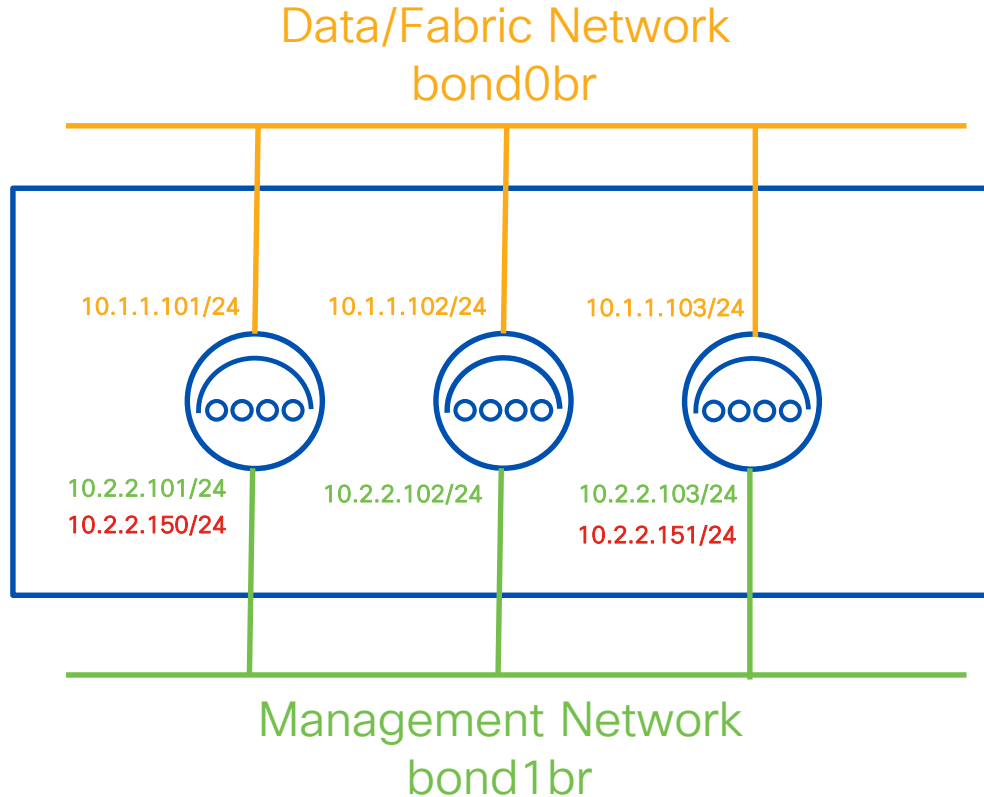 Data/Fabric Network
bond0br
10.1.1.101/24
10.1.1.102/24
10.1.1.103/24
10.2.2.101/24
10.2.2.150/24
10.2.2.102/24
10.2.2.103/24
10.2.2.151/24
Management Network
bond1br